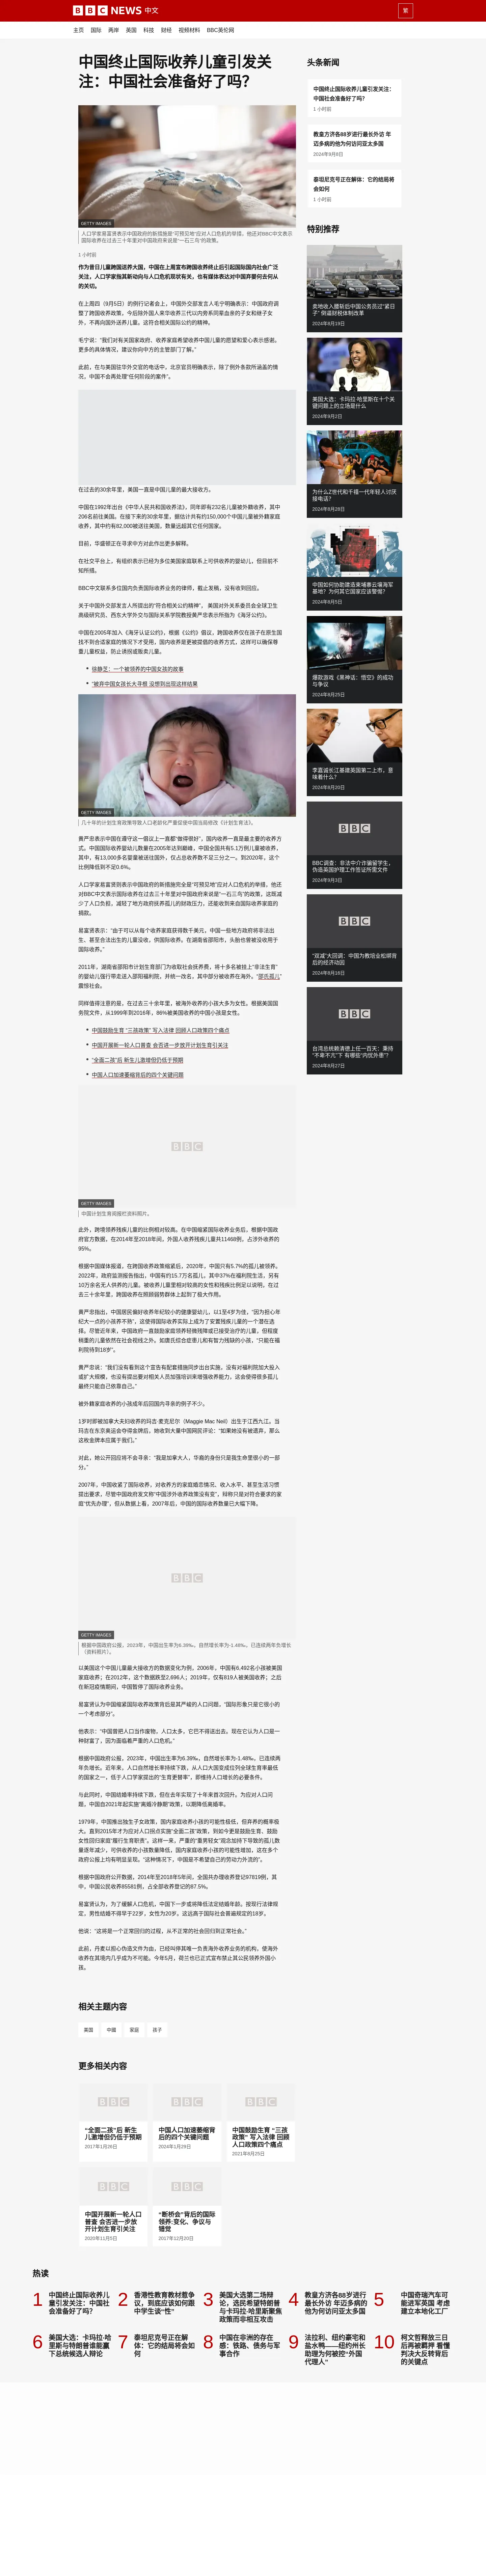 BBC NEWS 中文
繁
主页 国际 两岸 英国 科技 财经 视频材料 BBC英伦网
中国终止国际收养儿童引发关
注：中国社会准备好了吗？
GETTY IMAGES
人口学家易富贤表示中国政府的新措施是“可预见地”应对人口危机的举措。他还对BBC中文表示
国际收养在过去三十年里对中国政府来说是“一石三鸟”的政策。
1 小时前
作为昔日儿童跨国送养大国，中国在上周宣布跨国收养终止后引起国际国内社会广泛
关注，人口学家指其新动向与人口危机现状有关，也有媒体表达对中国弃婴何去何从
的关切。
在上周四（9月5日）的例行记者会上，中国外交部发言人毛宁明确表示：中国政府调
整了跨国收养政策，今后除外国人来华收养三代以内旁系同辈血亲的子女和继子女
外，不再向国外送养儿童。这符合相关国际公约的精神。
毛宁说：“我们对有关国家政府、收养家庭希望收养中国儿童的愿望和爱心表示感谢。
更多的具体情况，建议你向中方的主管部门了解。”
此前，在与美国驻华外交官的电话中，北京官员明确表示，除了例外条款所涵盖的情
况，中国不会再处理“任何阶段的案件”。
在过去的30余年里，美国一直是中国儿童的最大接收方。
中国在1992年出台《中华人民共和国收养法》，同年即有232名儿童被外籍收养，其中
206名前往美国。在接下来的30余年里，据估计共有约150,000个中国儿童被外籍家庭
收养，其中约有82,000被送往美国，数量远超其它任何国家。
目前，华盛顿正在寻求中方对此作出更多解释。
在社交平台上，有组织表示已经为多位美国家庭联系上可供收养的婴幼儿，但目前不
知所措。
BBC中文联系多位国内负责国际收养业务的律师，截止发稿，没有收到回应。
关于中国外交部发言人所提出的“符合相关公约精神”， 美国对外关系委员会全球卫生
高级研究员，西东大学外交与国际关系学院教授黄严忠表示所指为《海牙公约》。
中国在2005年加入《海牙认证公约》，根据《公约》倡议，跨国收养仅在孩子在原生国
找不到合适家庭的情况下才受用，国内收养是更被提倡的收养方式，这样可以确保尊
重儿童权益，防止诱拐或贩卖儿童。
徐静芝：一个被领养的中国女孩的故事
“被弃中国女孩长大寻根 没想到出现这样结果
GETTY IMAGES
几十年的计划生育政策导致人口老龄化严重促使中国当局修改《计划生育法》。
黄严忠表示中国在遵守这一倡议上一直都“做得很好”，国内收养一直是最主要的收养方
式。中国国际收养婴幼儿数量在2005年达到巅峰，中国全国共有5.1万例儿童被收养，
其中，有13,000多名婴童被送往国外，仅占总收养数不足三分之一。到2020年，这个
比例降低到不足0.6%。
人口学家易富贤则表示中国政府的新措施完全是“可预见地”应对人口危机的举措。他还
对BBC中文表示国际收养在过去三十年里对中国政府来说是“一石三鸟”的政策，这既减
少了人口负担，减轻了地方政府抚养孤儿的财政压力，还能收到来自国际收养家庭的
捐款。
易富贤表示：“由于可以从每个收养家庭获得数千美元，中国一些地方政府将非法出
生、甚至合法出生的儿童没收，供国际收养。在湖南省邵阳市，头胎也曾被没收用于
国际收养。”
2011年，湖南省邵阳市计划生育部门为收取社会抚养费，将十多名被挂上“非法生育”
的婴幼儿强行带走送入邵阳福利院，并统一改名，其中部分被收养在海外，“邵氏孤儿”
震惊社会。
同样值得注意的是，在过去三十余年里，被海外收养的小孩大多为女性。根据美国国
务院文件，从1999年到2016年，86%被美国收养的中国小孩是女性。
中国鼓励生育 “三孩政策” 写入法律 回顾人口政策四个痛点
中国开展新一轮人口普查 会否进一步放开计划生育引关注
“全面二孩”后 新生儿激增但仍低于预期
中国人口加速萎缩背后的四个关键问题
BBC
GETTY IMAGES
中国计划生育阅报栏资料照片。
此外，跨境领养残疾儿童的比例相对较高。在中国缩紧国际收养业务后，根据中国政
府官方数据，在2014年至2018年间，外国人收养残疾儿童共11468例，占涉外收养的
95%。
根据中国媒体报道，在跨国收养政策缩紧后，2020年，中国只有5.7%的孤儿被领养。
2022年，政府监测报告指出，中国有约15.7万名孤儿，其中37%在福利院生活，另有
10万余名无人供养的儿童。被收养儿童里相对较高的女性和残疾比例足以说明，在过
去三十余年里，跨国收养在照顾弱势群体上起到了极大作用。
黄严忠指出，中国居民偏好收养年纪较小的健康婴幼儿，以1至4岁为佳，“因为担心年
纪大一点的小孩养不熟”，这使得国际收养实际上成为了安置残疾儿童的一个潜在选
择。尽管近年来，中国政府一直鼓励家庭领养轻微残障或已接受治疗的儿童，但程度
稍重的儿童依然在社会视线之外。如唐氏综合症患儿和有智力残缺的小孩，“只能在福
利院待到18岁”。
黄严忠说：“我们没有看到这个宣告有配套措施同步出台实施，没有对福利院加大投入
或扩大规模，也没有提出要对相关人员加强培训来增强收养能力，这会使得很多孤儿
最终只能自己依靠自己。”
被外籍家庭收养的小孩成年后回国内寻亲的例子不少。
1岁时即被加拿大夫妇收养的玛吉·麦克尼尔（Maggie Mac Neil）出生于江西九江。当
玛吉在东京奥运会夺得金牌后，她收到大量中国网民评论：“如果她没有被遗弃，那么
这枚金牌本应属于我们。”
对此，她公开回应将不会寻亲：“我是加拿大人，华裔的身份只是我生命里很小的一部
分。”
2007年，中国收紧了国际收养，对收养方的家庭婚恋情况、收入水平、甚至生活习惯
提出要求，尽管中国政府发文称“中国涉外收养政策没有变”，辩称只是对符合要求的家
庭“优先办理”，但从数据上看，2007年后，中国的国际收养数量已大幅下降。
BBC
GETTY IMAGES
根据中国政府公报，2023年，中国出生率为6.39‰，自然增长率为-1.48‰，已连续两年负增长
（资料照片）。
以美国这个中国儿童最大接收方的数据变化为例，2006年，中国有6,492名小孩被美国
家庭收养；在2012年，这个数据跌至2,696人；2019年，仅有819人被美国收养；之后
在新冠疫情期间，中国暂停了国际收养业务。
易富贤认为中国缩紧国际收养政策背后是其严峻的人口问题，“国际形象只是它很小的
一个考虑部分”。
他表示：“中国曾把人口当作废物，人口太多，它巴不得送出去。现在它认为人口是一
种财富了，因为面临着严重的人口危机。”
根据中国政府公报，2023年，中国出生率为6.39‰，自然增长率为-1.48‰，已连续两
年负增长。近年来，人口自然增长率持续下跌，从人口大国变成位列全球生育率最低
的国家之一，低于人口学家提出的“生育更替率”，即维持人口增长的必要条件。
与此同时，中国结婚率持续下跌，但在去年实现了十年来首次回升。为应对人口问
题，中国自2021年起实施“离婚冷静期”政策，以期降低离婚率。
1979年，中国推出独生子女政策，国内家庭收养小孩的可能性极低，但弃养的概率极
大。直到2015年才为应对人口拐点实施“全面二孩”政策，到如今更是鼓励生育、鼓励
女性回归家庭“履行生育职责”。这样一来，严重的“重男轻女”观念加持下导致的孤儿数
量逐年减少，可供收养的小孩数量降低，国内家庭收养小孩的可能性增加，这在多个
政府公报上均有明显呈现。“这种情况下，中国是不希望自己的劳动力外流的”。
根据中国政府公开数据，2014年至2018年5年间，全国共办理收养登记97819例，其
中，中国公民收养85581例，占全部收养登记的87.5%。
易富贤认为，为了缓解人口危机，中国下一步或将降低法定结婚年龄。按现行法律规
定，男性结婚不得早于22岁，女性为20岁，这远高于国际社会普遍规定的18岁。
他说：“这将是一个正常回归的过程，从不正常的社会回归到正常社会。”
此前，丹麦以担心伪造文件为由，已经叫停其唯一负责海外收养业务的机构，使海外
收养在其境内几乎成为不可能。今年5月，荷兰也已正式宣布禁止其公民领养外国小
孩。
相关主题内容
美国 中國 家庭 孩子
更多相关内容
“全面二孩”后 新生
儿激增但仍低于预期
2017年1月26日
中国人口加速萎缩背
后的四个关键问题
2024年1月29日
中国鼓励生育 “三孩
政策” 写入法律 回顾
人口政策四个痛点
2021年8月25日
中国开展新一轮人口
普查 会否进一步放
开计划生育引关注
2020年11月5日
“断桥会”背后的国际
领养:变化、争议与
错觉
2017年12月20日
头条新闻
中国终止国际收养儿童引发关注：
中国社会准备好了吗？
1 小时前
教皇方济各88岁进行最长外访 年
迈多病的他为何访问亚太多国
2024年9月8日
泰坦尼克号正在解体：它的结局将
会如何
1 小时前
特别推荐
卖地收入腰斩后中国公务员过“紧日
子” 倒逼财税体制改革
2024年8月19日
美国大选：卡玛拉·哈里斯在十个关
键问题上的立场是什么
2024年9月2日
为什么Z世代和千禧一代年轻人讨厌
接电话？
2024年8月28日
中国如何协助建造柬埔寨云壤海军
基地？为何其它国家应该警惕？
2024年8月5日
爆款游戏《黑神话：悟空》的成功
与争议
2024年8月25日
李嘉诚长江基建英国第二上市，意
味着什么？
2024年8月20日
BBC
BBC调查：非法中介诈骗留学生，
伪造英国护理工作签证所需文件
2024年9月3日
BBC
“双减”大回调：中国为教培业松绑背
后的经济动因
2024年8月16日
BBC
台湾总统赖清德上任一百天：秉持
“不卑不亢”下 有哪些“内忧外患”？
2024年8月27日
热读
1 中国终止国际收养儿
童引发关注：中国社
会准备好了吗？
2 香港性教育教材惹争
议，到底应该如何跟
中学生谈“性”
3 美国大选第二场辩
论，选民希望特朗普
与卡玛拉·哈里斯聚焦
政策而非相互攻击
4 教皇方济各88岁进行
最长外访 年迈多病的
他为何访问亚太多国
5 中国奇瑞汽车可
能进军英国 考虑
建立本地化工厂
6 美国大选：卡玛拉·哈
里斯与特朗普谁能赢
下总统候选人辩论
7 泰坦尼克号正在解
体：它的结局将会如
何
8 中国在非洲的存在
感：铁路、债务与军
事合作
9 法拉利、纽约豪宅和
盐水鸭——纽约州长
助理为何被控“外国
代理人”
10 柯文哲释放三日
后再被羁押 看懂
判决大反转背后
的关键点